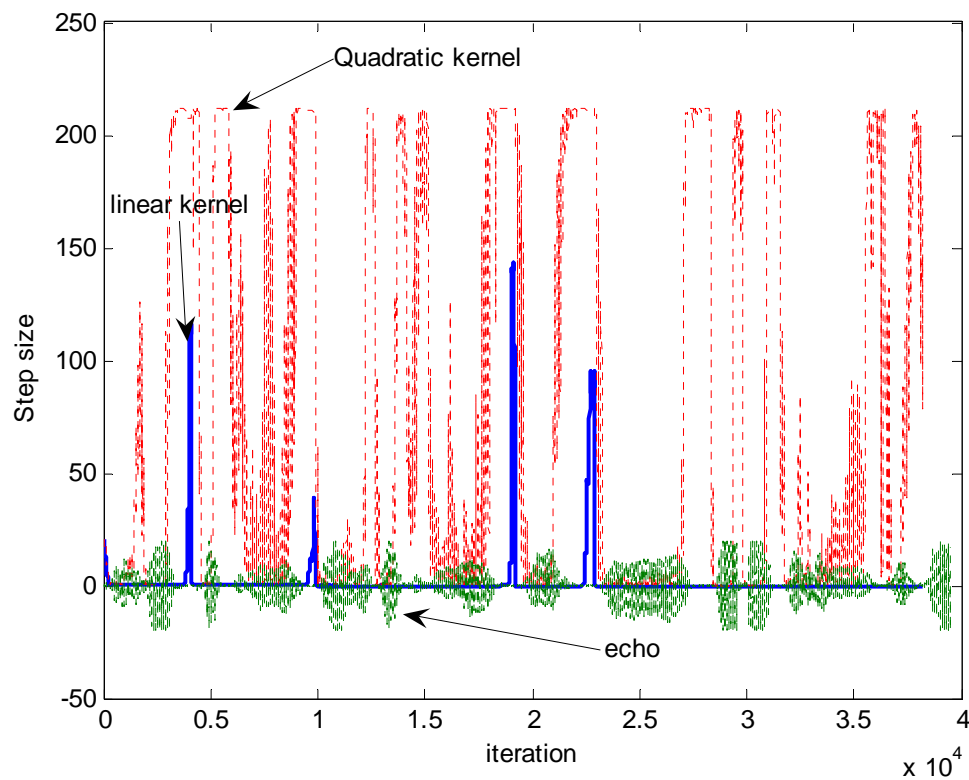 250
200
150
100
50
0
-50
Step size
Quadratic kernel
linear kernel
echo
0 0.5 1 1.5 2 2.5 3 3.5 4
iteration
x 10^4